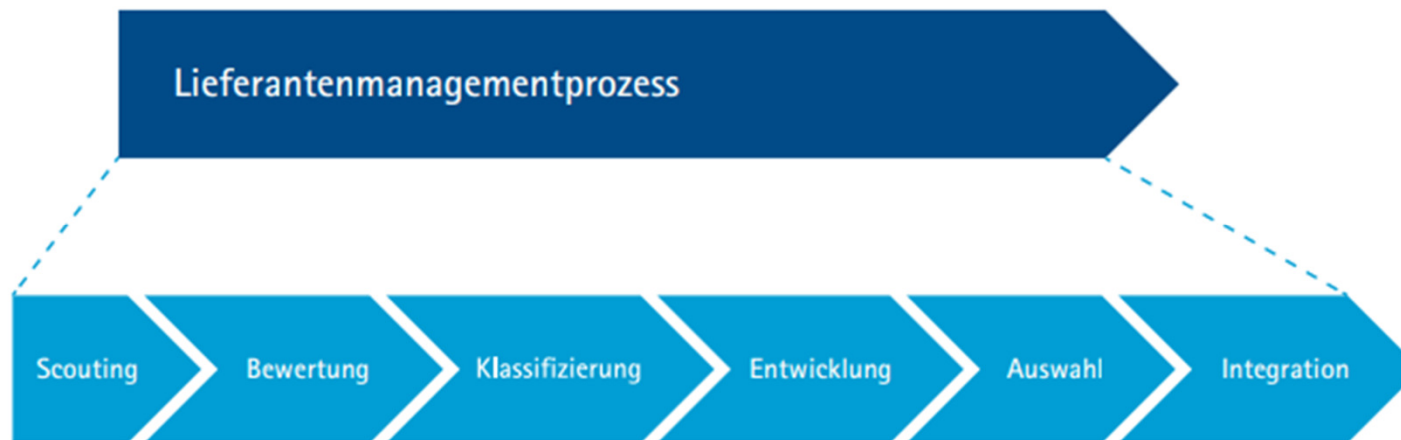 Lieferantenmanagementprozess
Scouting
Bewertung
Klassifizierung
Entwicklung
Auswahl
Integration